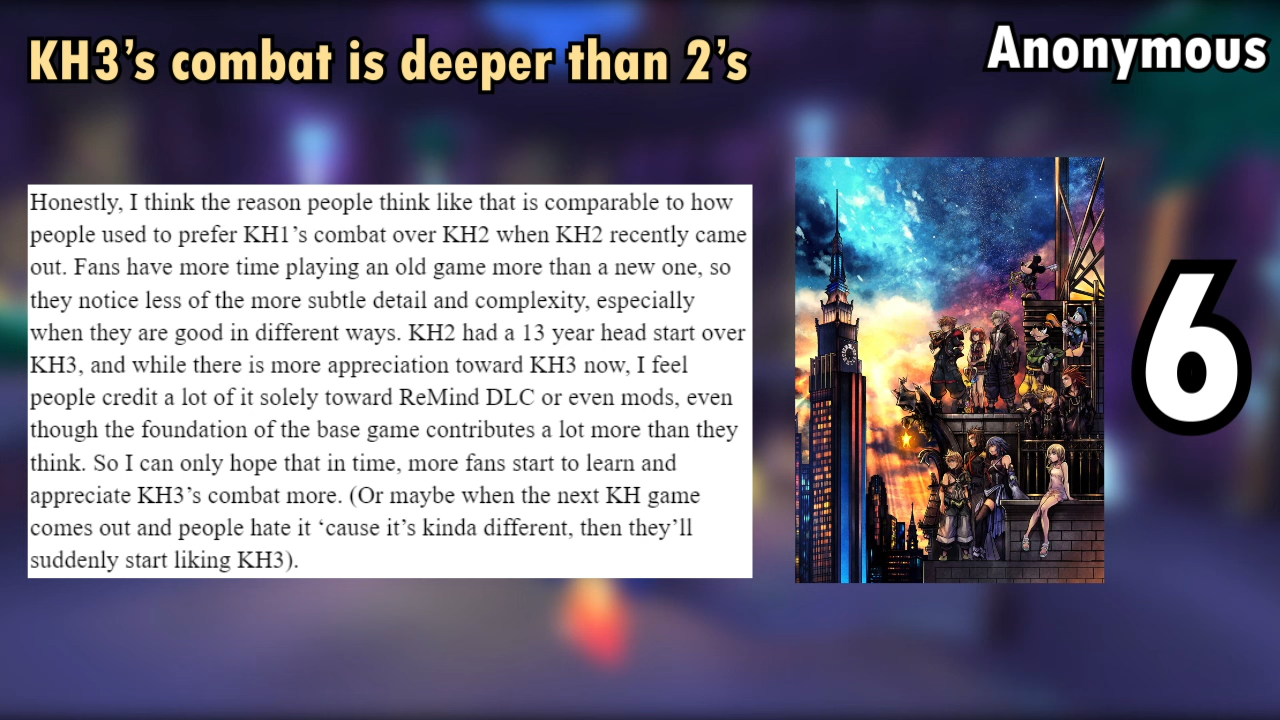 KH3’s combat is deeper than 2’s
Anonymous
Honestly, I think the reason people think like that is comparable to how
people used to prefer KH1’s combat over KH2 when KH2 recently came
out. Fans have more time playing an old game more than a new one, so
they notice less of the more subtle detail and complexity, especially
when they are good in different ways. KH2 had a 13 year head start over
KH3, and while there is more appreciation toward KH3 now, I feel
people credit a lot of it solely toward ReMind DLC or even mods, even
though the foundation of the base game contributes a lot more than they
think. So I can only hope that in time, more fans start to learn and
appreciate KH3’s combat more. (Or maybe when the next KH game
comes out and people hate it ‘cause it’s kinda different, then they’ll
suddenly start liking KH3).
6